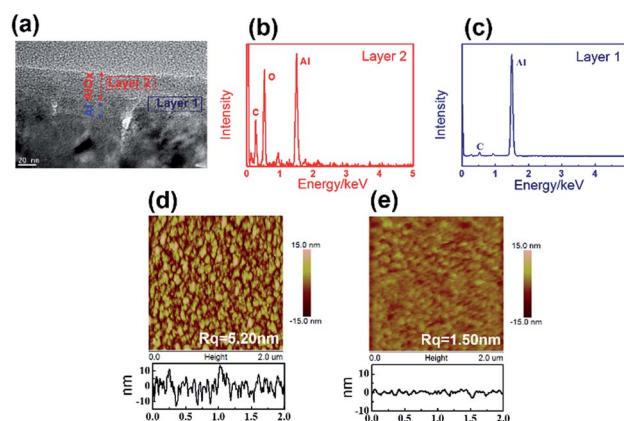 (a)
Layer 2
Layer 1
Al AlOx
20 nm
(b)
Layer 2
Al
O
C
Intensity
0 1 2 3 4 5
Energy/keV
(c)
Layer 1
Al
C
Intensity
0 2 4
Energy/keV
(d)
15.0 nm
-15.0 nm
Rq=5.20nm
0.0 Height 2.0 um
nm
10
0
-10
0.0 0.5 1.0 1.5 2.0
(e)
15.0 nm
-15.0 nm
Rq=1.50nm
0.0 Height 2.0 um
nm
10
0
-10
0.0 0.5 1.0 1.5 2.0